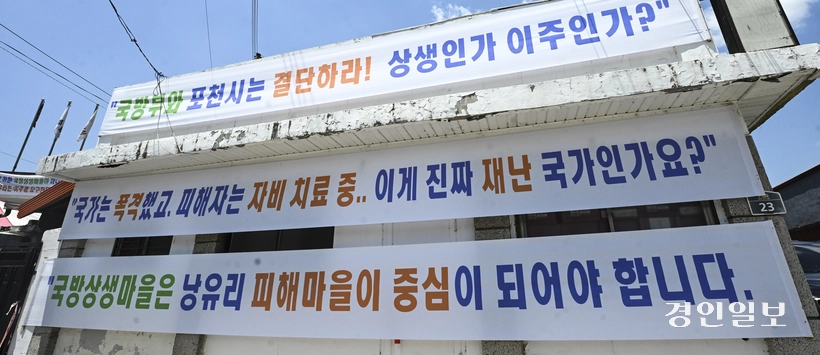 "국방부와 포천시는 결단하라! 상생인가 이주인가?"
"국가는 폭격했고, 피해자는 자비 치료 중.. 이게 진짜 재난 국가인가요?"
23
"국방상생마을은 낭유리 피해마을이 중심이 되어야 합니다.
경인일보